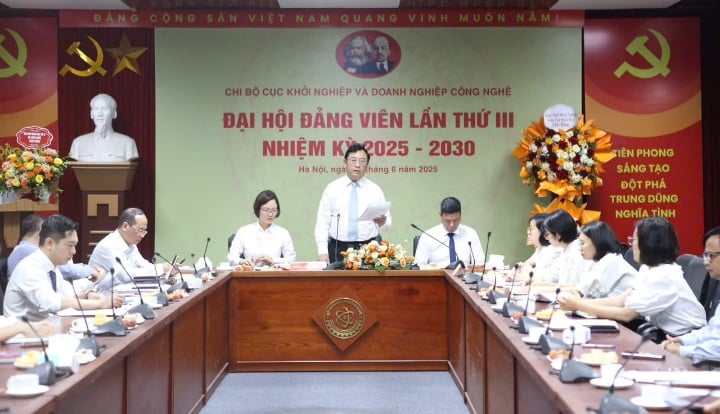 ĐẢNG CỘNG SẢN VIỆT NAM QUANG VINH MUÔN NĂM!
CHI BỘ CỤC KHỞI NGHIỆP VÀ DOANH NGHIỆP CÔNG NGHỆ
ĐẠI HỘI ĐẢNG VIÊN LẦN THỨ III
NHIỆM KỲ 2025 - 2030
Hà Nội, ngày tháng 6 năm 2025
TIÊN PHONG
SÁNG TẠO
ĐỘT PHÁ
TRUNG DŨNG
NGHĨA TÌNH